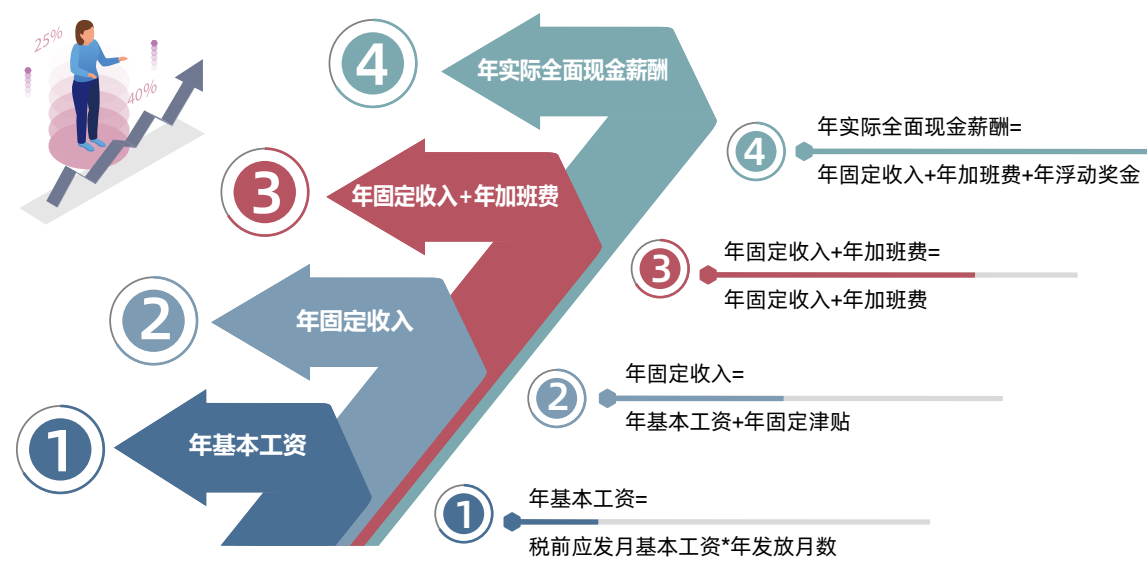 25%
40%
4
年实际全面现金薪酬
3
年固定收入+年加班费
2
年固定收入
1
年基本工资
4
年实际全面现金薪酬=
年固定收入+年加班费+年浮动奖金
3
年固定收入+年加班费=
年固定收入+年加班费
2
年固定收入=
年基本工资+年固定津贴
1
年基本工资=
税前应发月基本工资*年发放月数